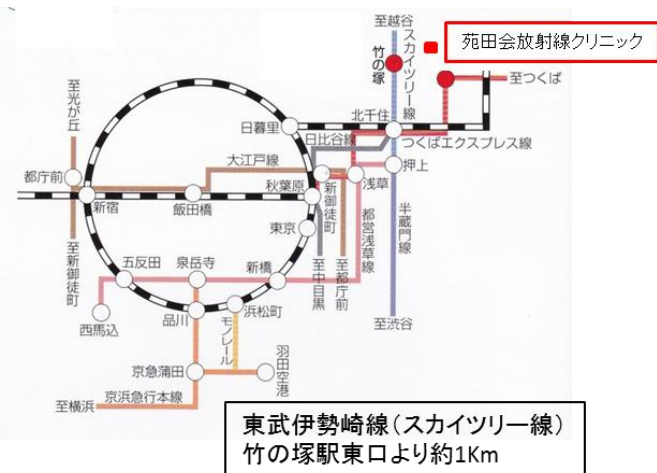 至越谷
スカイツリー線
苑田会放射線クリニック
竹の塚
至つくば
至光が丘
北千住
日暮里
日比谷線
つくばエクスプレス線
大江戸線
都庁前
押上
秋葉原
新御徒町
浅草
新宿
飯田橋
東京
都営浅草線
半蔵門線
至新御徒町
五反田
泉岳寺
新橋
至中目黒
至都庁前
西馬込
品川
浜松町
至渋谷
モノレール
羽田空港
京急蒲田
京浜急行本線
至横浜
東武伊勢崎線(スカイツリー線)
竹の塚駅東口より約1Km